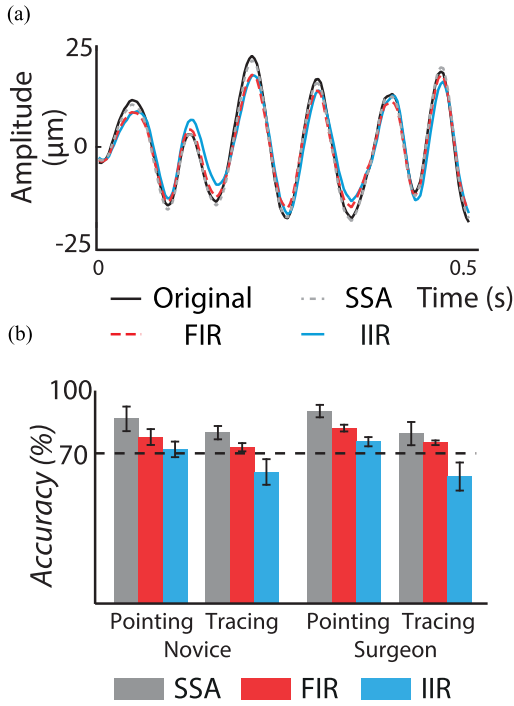 (a)
25
0
-25
Amplitude
(μm)
0
0.5
Original
SSA
Time (s)
FIR
IIR
(b)
100
70
Accuracy (%)
Pointing
Tracing
Pointing
Tracing
Novice
Surgeon
SSA
FIR
IIR